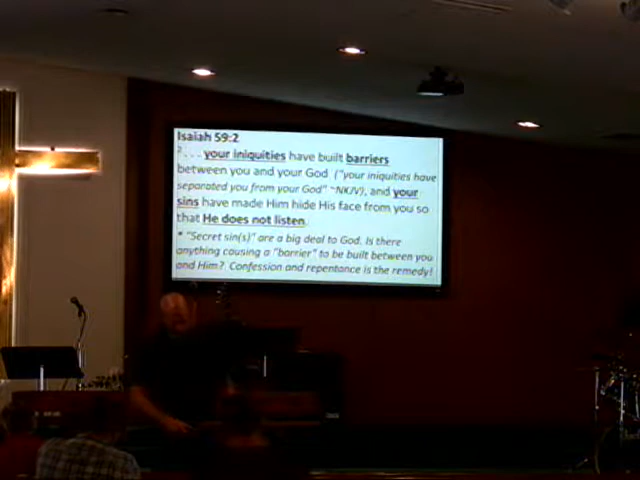 Isaiah 59:2
2 . . . your iniquities have built barriers
between you and your God ("your iniquities have
separated you from your God" ~NKJV), and your
sins have made Him hide His face from you so
that He does not listen.
* "Secret sin(s)" are a big deal to God. Is there
anything causing a "barrier" to be built between you
and Him? Confession and repentance is the remedy!